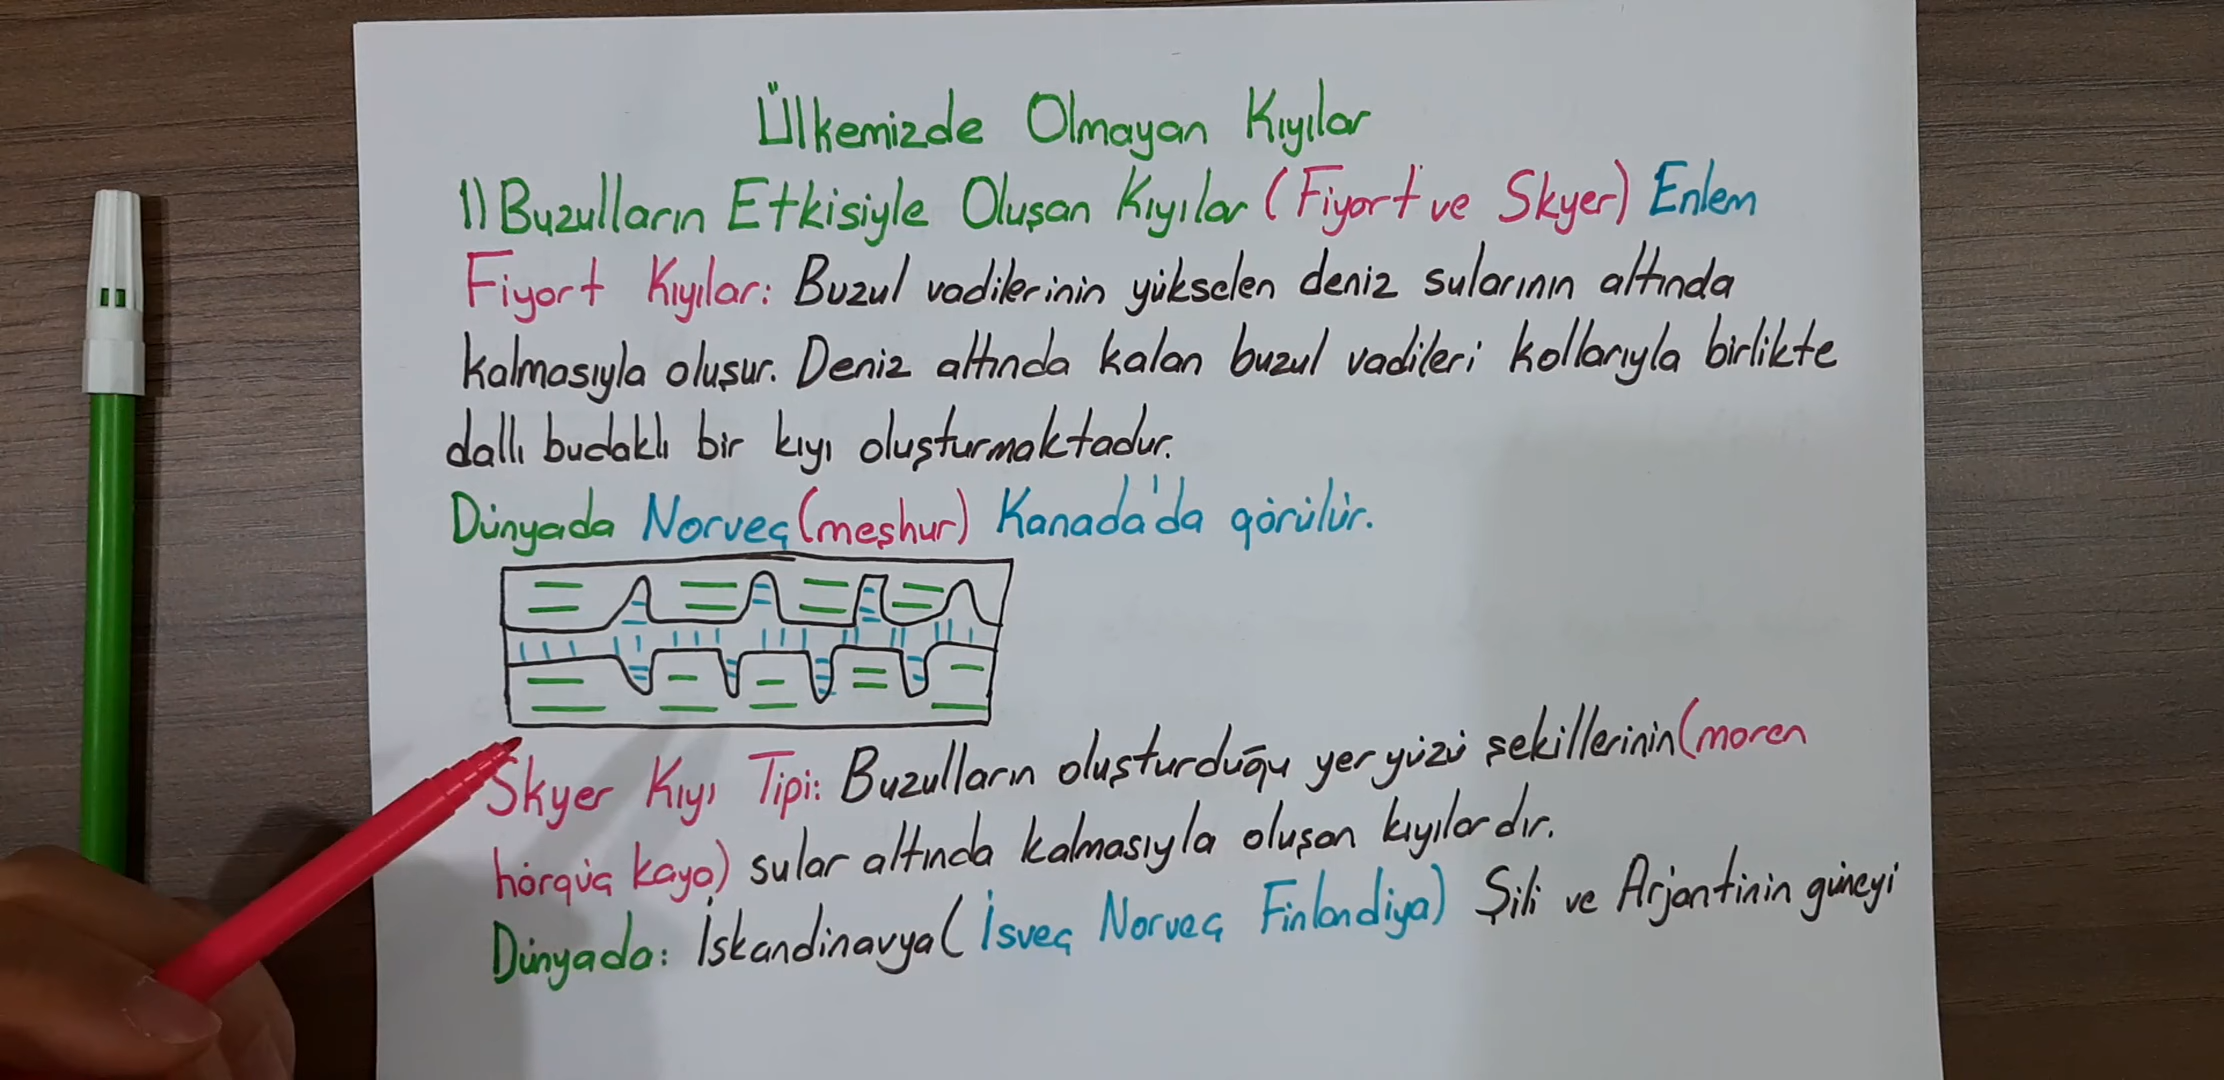 Ülkemizde Olmayan Kıyılar
1) Buzulların Etkisiyle Oluşan Kıyılar (Fiyort ve Skyer) Enlem
Fiyort Kıyılar: Buzul vadilerinin yükselen deniz sularının altında
kalmasıyla oluşur. Deniz altında kalan buzul vadileri kollarıyla birlikte
dallı budaklı bir kıyı oluşturmaktadır.
Dünyada Norveç (meşhur) Kanada'da görülür.
Skyer Kıyı Tipi: Buzulların oluşturduğu yer yüzü şekillerinin (moren
hörgüç kaya) sular altında kalmasıyla oluşan kıyılardır.
Dünyada: İskandinavya ( İsveç Norveç Finlandiya) Şili ve Arjantinin güneyi